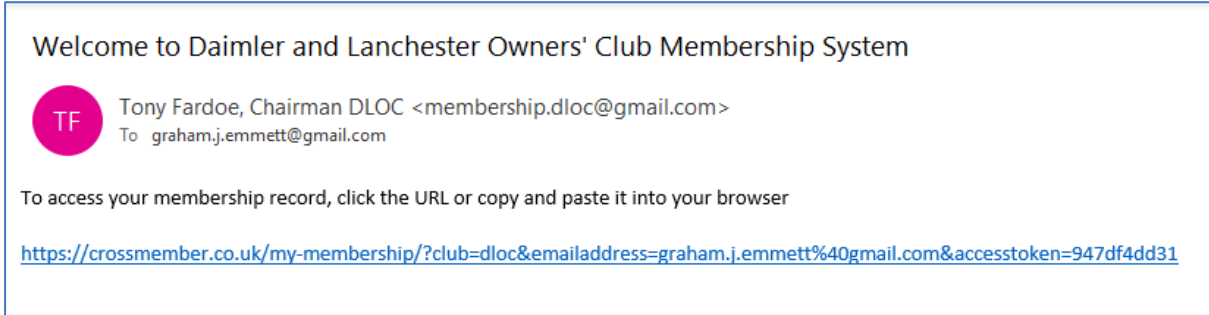 Welcome to Daimler and Lanchester Owners' Club Membership System
TF
Tony Fardoe, Chairman DLOC <membership.dloc@gmail.com>
To graham.j.emmett@gmail.com
To access your membership record, click the URL or copy and paste it into your browser
https://crossmember.co.uk/my-membership/?club=dloc&emailaddress=graham.j.emmett%40gmail.com&accesstoken=947df4dd31